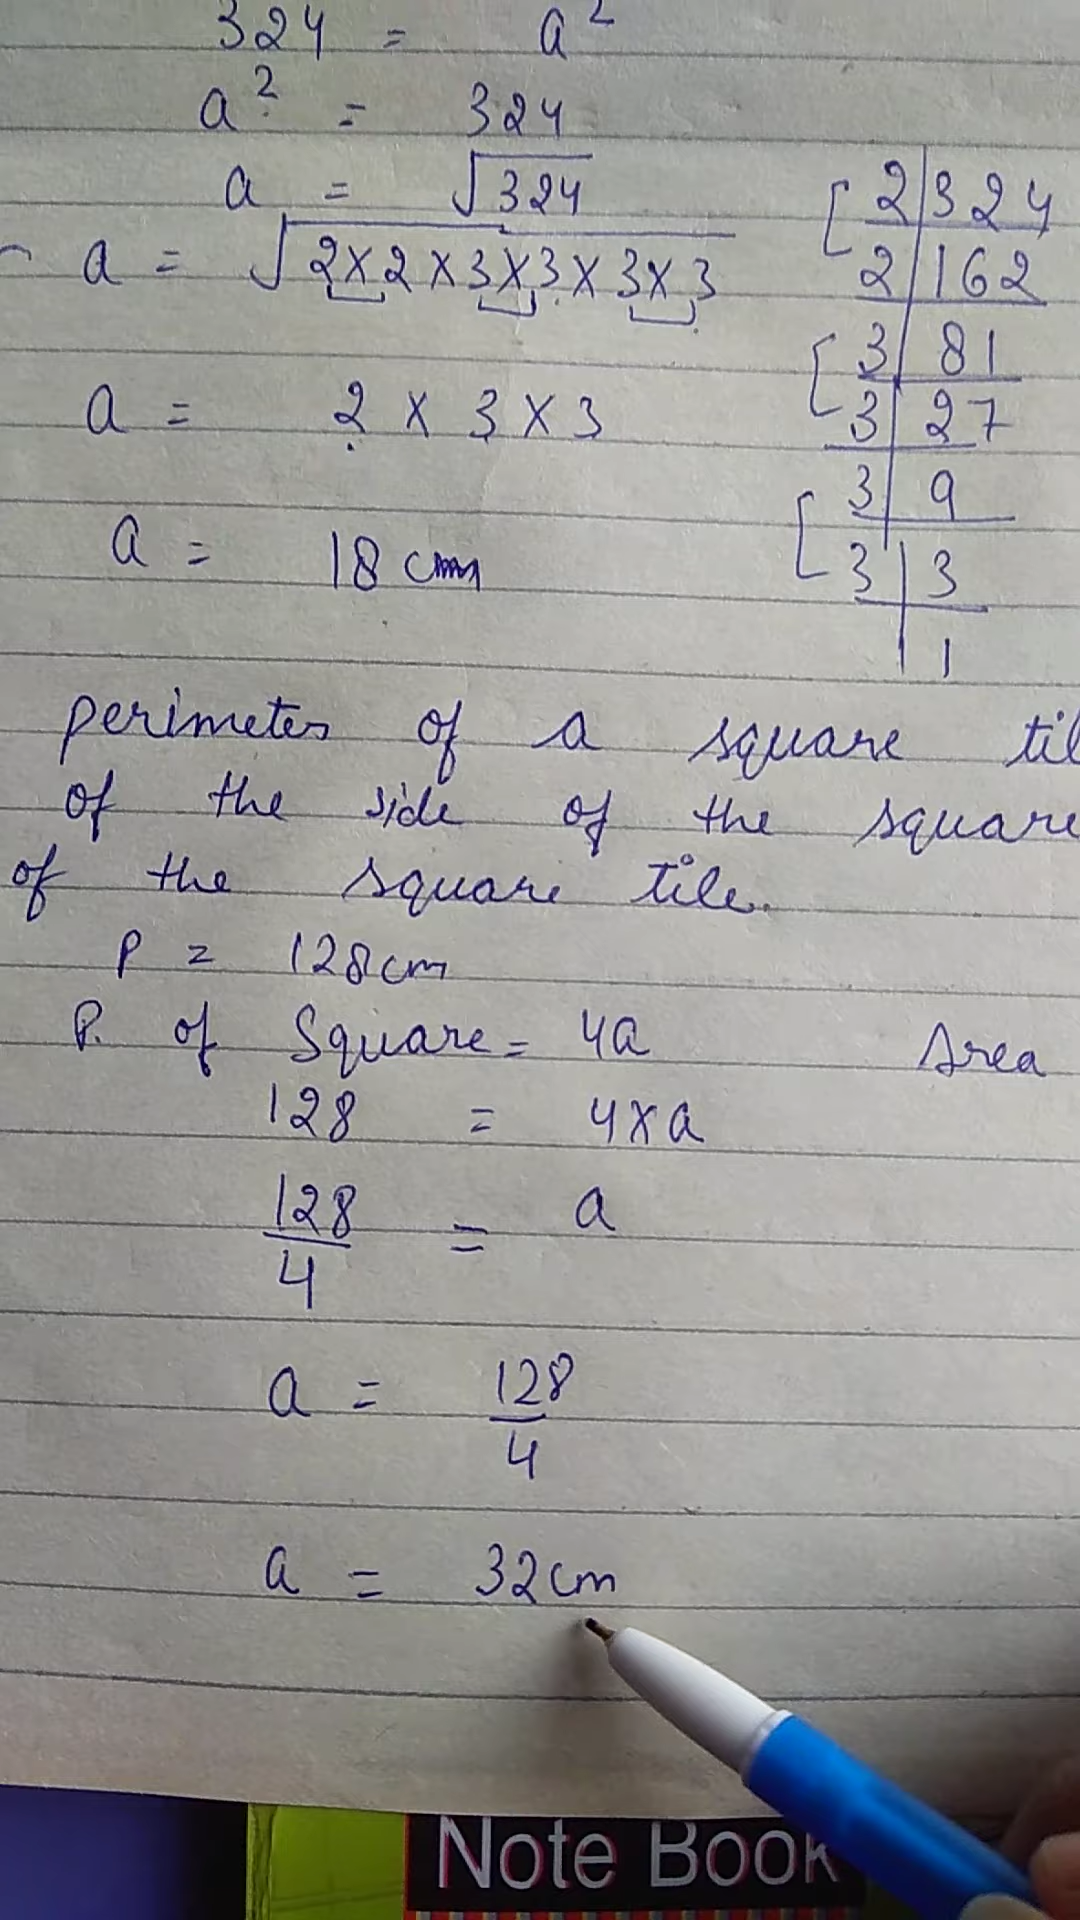 324 = a²
a² = 324
a = √324
a = √2×2×3×3×3×3
a = 2 × 3 × 3
a = 18 cm
2 | 324
2 | 162
3 | 81
3 | 27
3 | 9
3 | 3
| 1
perimeter of a square til
of the side of the square
of the square tile.
P = 128cm
P. of Square = 4a
Area
128 = 4×a
128/4 = a
a = 128/4
a = 32cm
Note Book